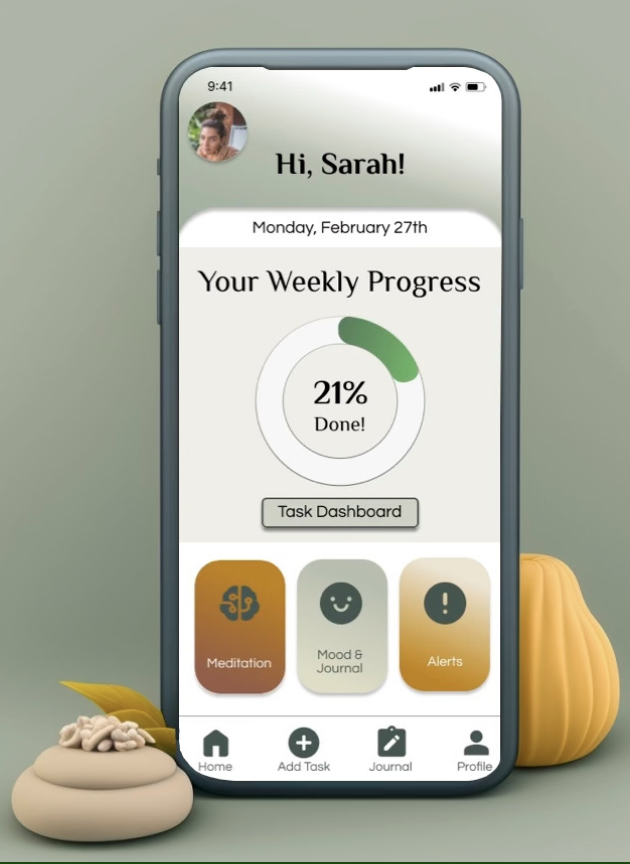 9:41
Hi, Sarah!
Monday, February 27th
Your Weekly Progress
21%
Done!
Task Dashboard
Meditation
Mood &
Journal
Alerts
Home
Add Task
Journal
Profile